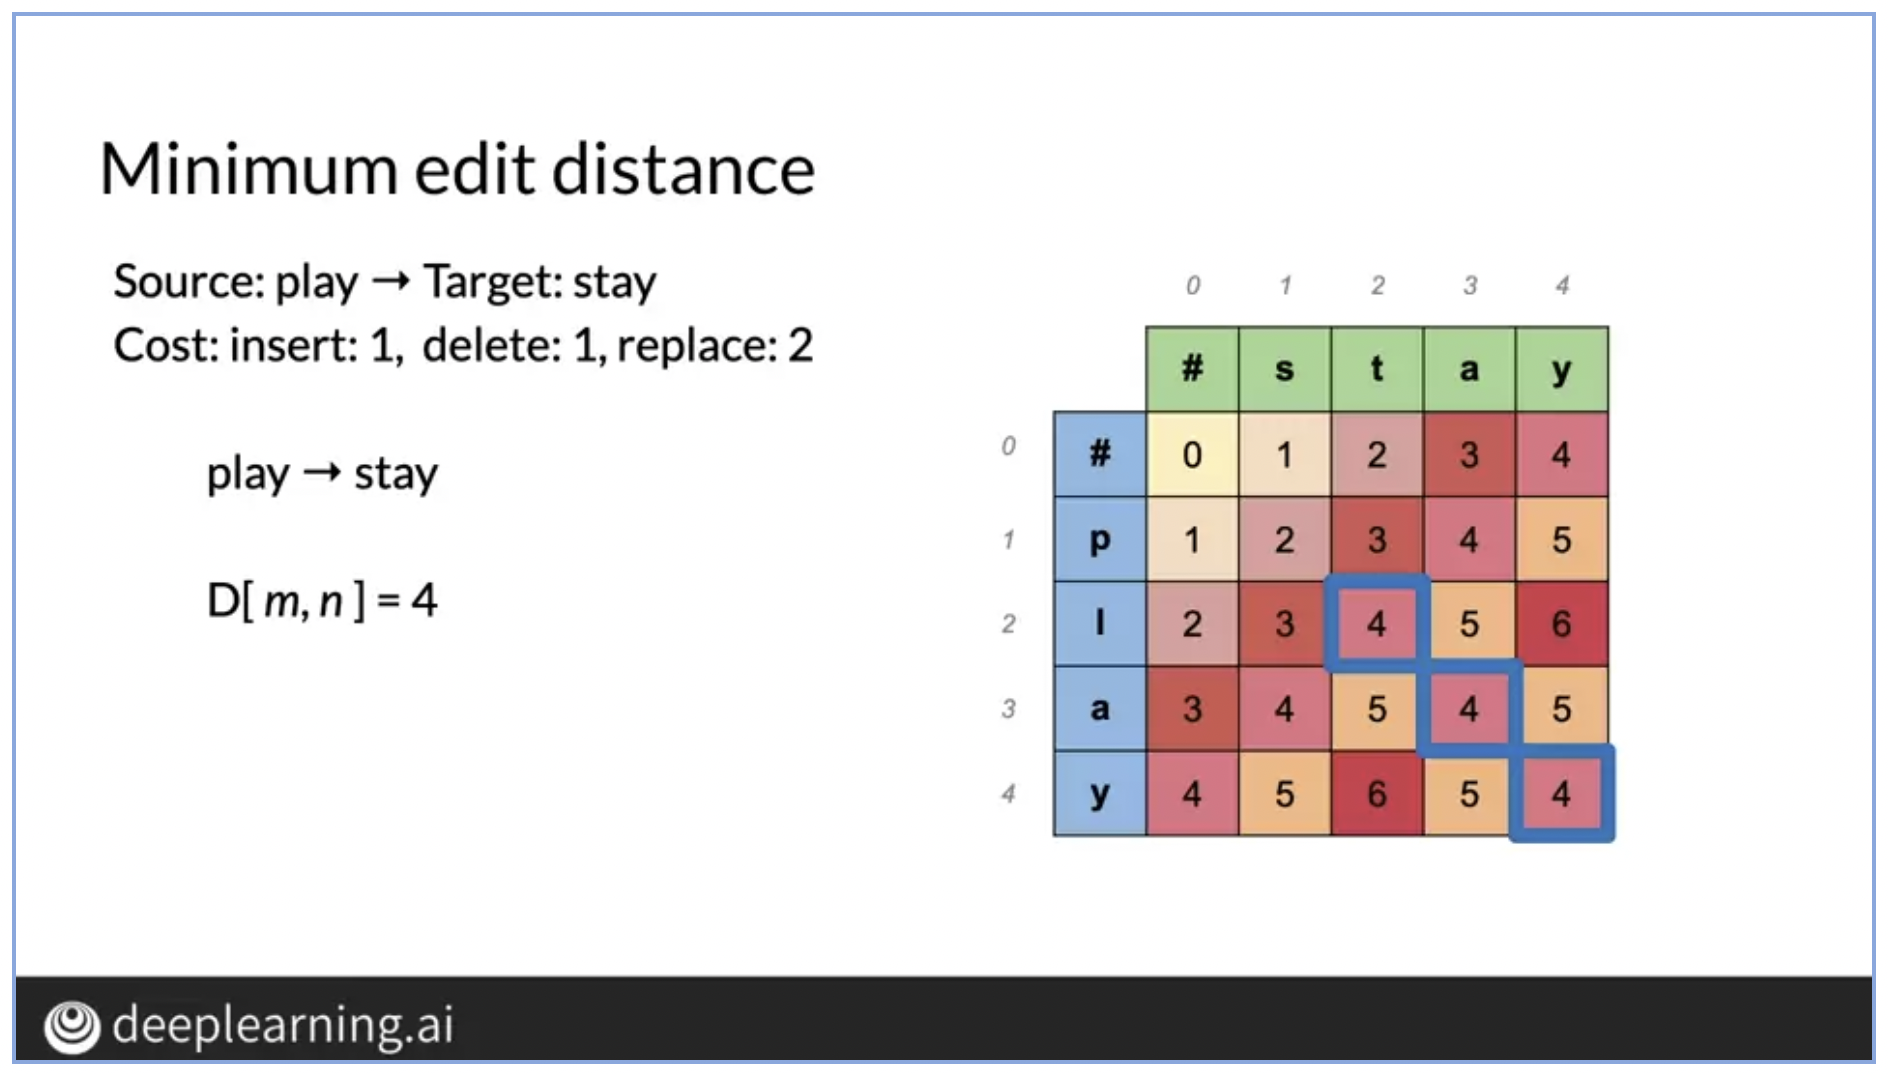 Minimum edit distance
Source: play → Target: stay
Cost: insert: 1, delete: 1, replace: 2
play → stay
D[ m, n ] = 4
0 1 2 3 4
# s t a y
0 # 0 1 2 3 4
1 p 1 2 3 4 5
2 l 2 3 4 5 6
3 a 3 4 5 4 5
4 y 4 5 6 5 4
deeplearning.ai